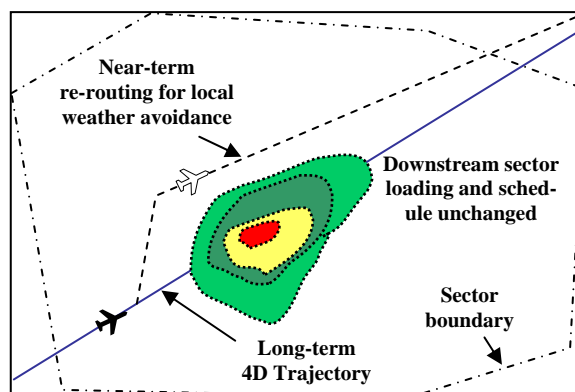 Near-term
re-routing for local
weather avoidance
Downstream sector
loading and sched-
ule unchanged
Sector
boundary
Long-term
4D Trajectory